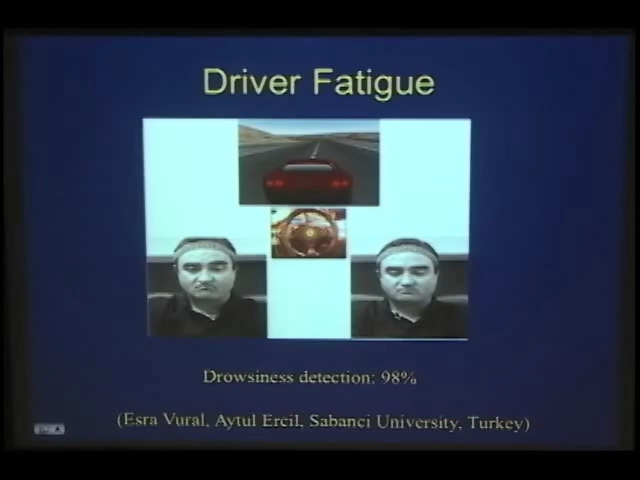 Driver Fatigue
Drowsiness detection: 98%
(Esra Vural, Aytul Ercil, Sabanci University, Turkey)